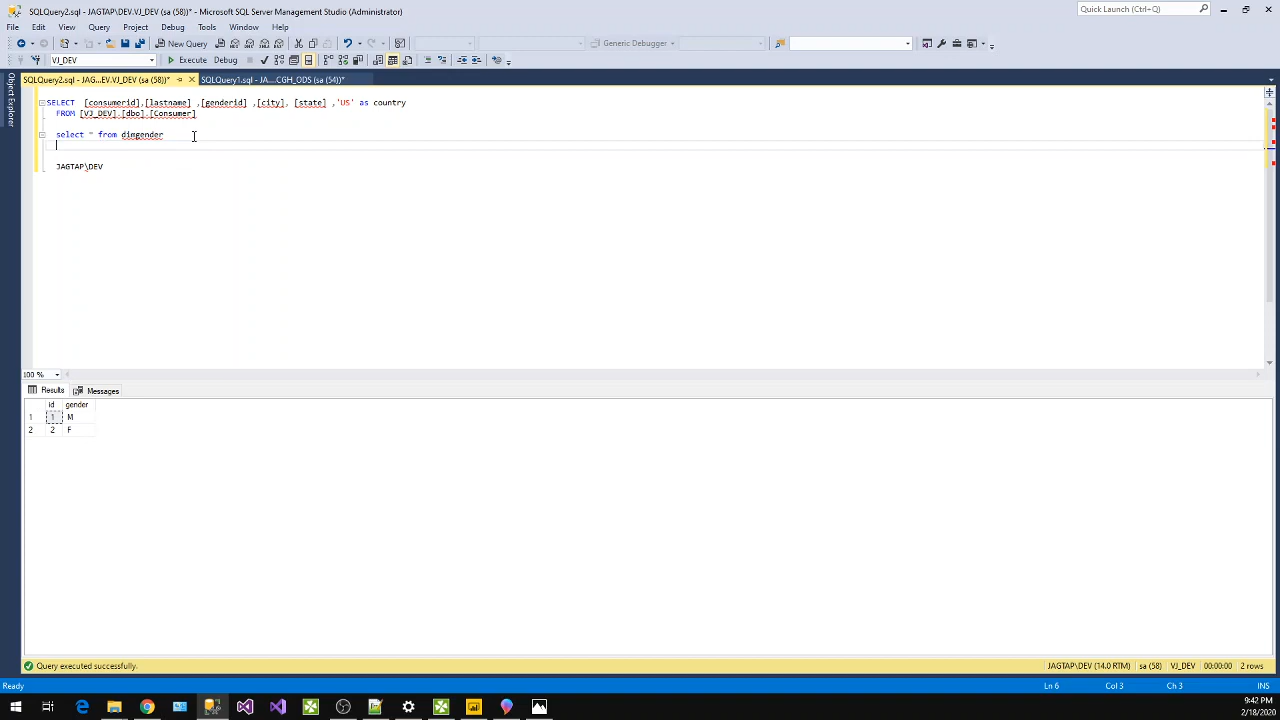 SQLQuery2.sql - JAGTAP\DEV.VJ_DEV (sa (58))* - Microsoft SQL Server Management Studio (Administrator)
Quick Launch (Ctrl+Q)
File Edit View Query Project Debug Tools Window Help
New Query
Generic Debugger
VJ_DEV
Execute Debug
SQLQuery2.sql - JAG...EV.VJ_DEV (sa (58))*
SQLQuery1.sql - JA....CGH_ODS (sa (54))*
Object Explorer
SELECT [consumerid],[lastname] ,[genderid] ,[city], [state] ,'US' as country
FROM [VJ_DEV].[dbo].[Consumer]
select * from dimgender
JAGTAP\DEV
100 %
Results Messages
id gender
1 1 M
2 2 F
Query executed successfully.
JAGTAP\DEV (14.0 RTM) sa (58) VJ_DEV 00:00:00 2 rows
Ready
Ln 6 Col 3 Ch 3 INS
9:42 PM
2/18/2020